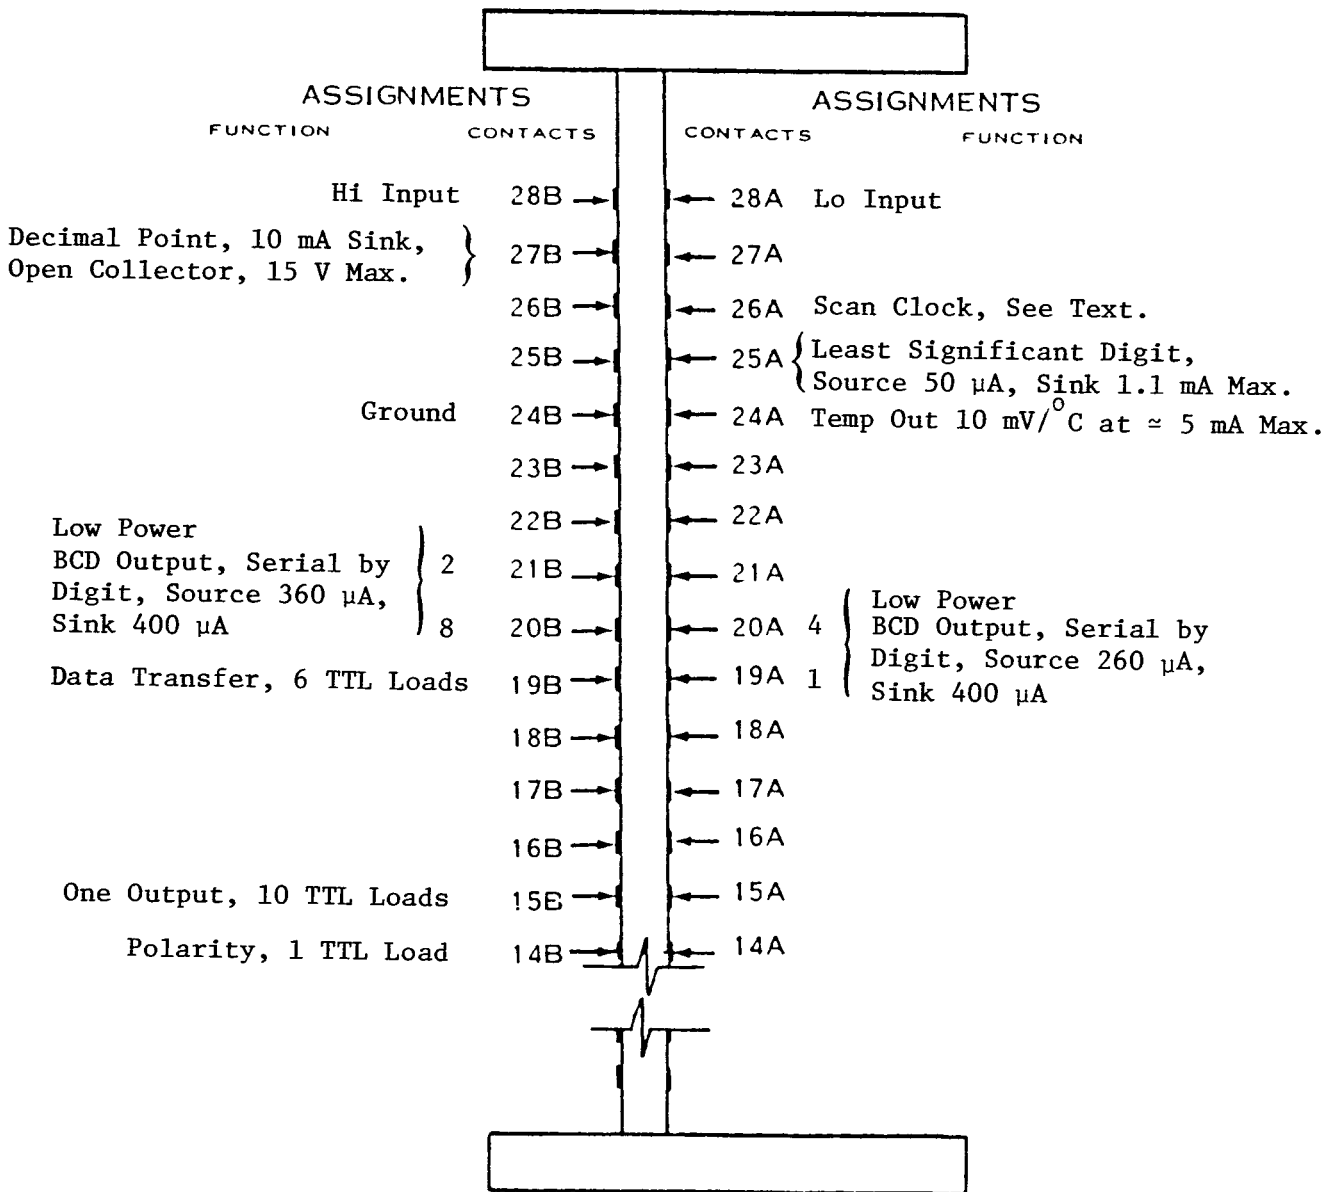 ASSIGNMENTS ASSIGNMENTS
FUNCTION CONTACTS CONTACTS FUNCTION
Hi Input 28B 28A Lo Input
Decimal Point, 10 mA Sink,
Open Collector, 15 V Max. 27B 27A
26B 26A Scan Clock, See Text.
25B 25A Least Significant Digit,
Source 50 µA, Sink 1.1 mA Max.
Ground 24B 24A Temp Out 10 mV/°C at ≃ 5 mA Max.
23B 23A
22B 22A
Low Power
BCD Output, Serial by 2 21B 21A
Digit, Source 360 µA,
Sink 400 µA 8 20B 20A 4
Low Power
BCD Output, Serial by
Digit, Source 260 µA,
Sink 400 µA
Data Transfer, 6 TTL Loads 19B 19A 1
18B 18A
17B 17A
16B 16A
One Output, 10 TTL Loads 15B 15A
Polarity, 1 TTL Load 14B 14A